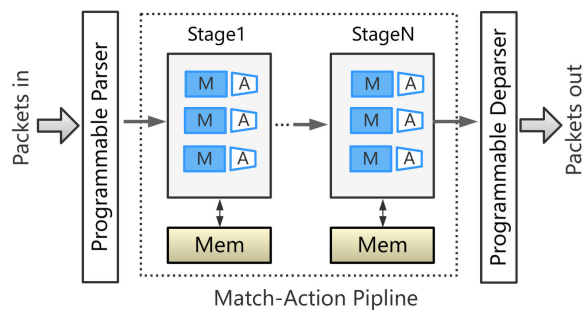 Packets in
Programmable Parser
Stage1
M A
M A
M A
Mem
...
StageN
M A
M A
M A
Mem
Match-Action Pipline
Programmable Deparser
Packets out